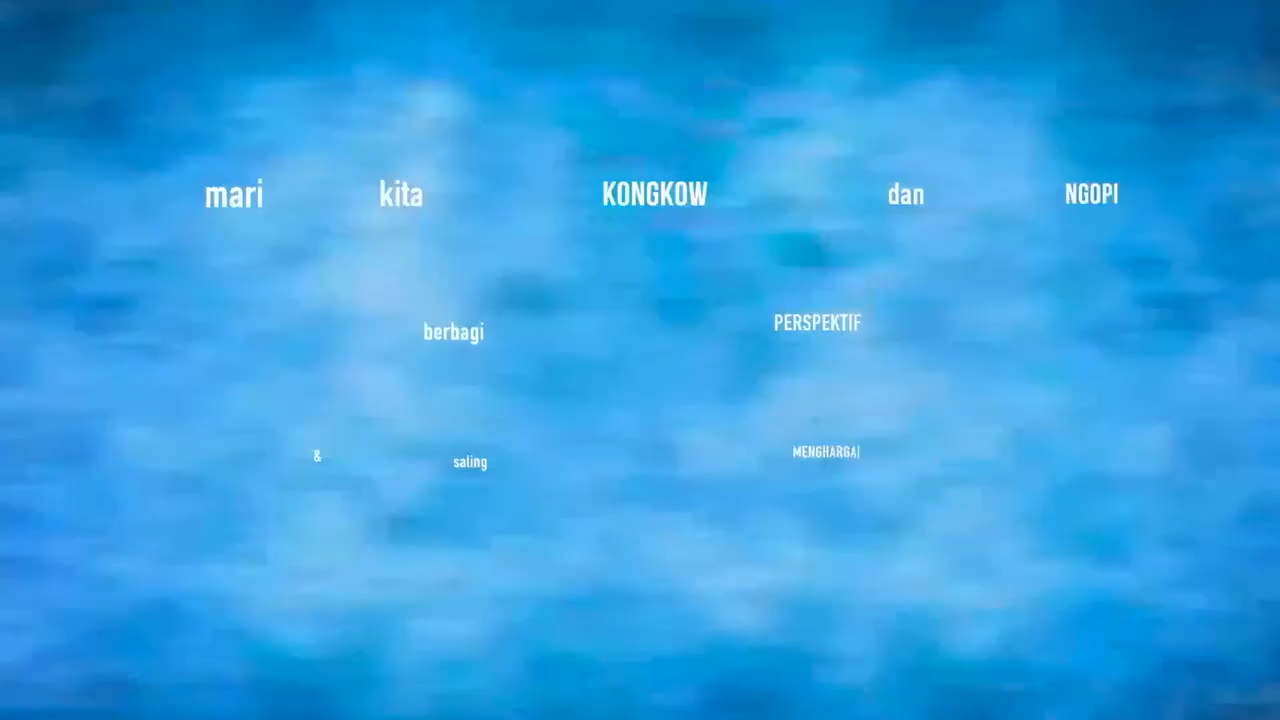 mari kita KONGKOW dan NGOPI
berbagi PERSPEKTIF
& saling MENGHARGAI